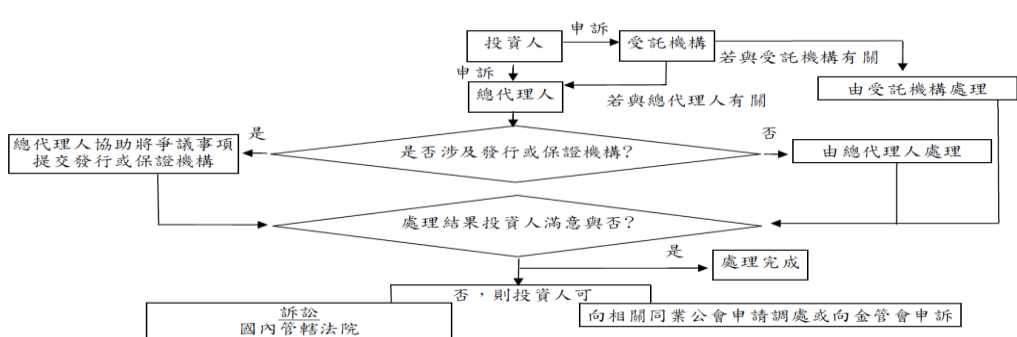 申訴
投資人
受託機構
若與受託機構有關
申訴
總代理人
若與總代理人有關
由受託機構處理
是
否
總代理人協助將爭議事項
提交發行或保證機構
是否涉及發行或保證機構?
由總代理人處理
處理結果投資人滿意與否?
是
處理完成
否，則投資人可
訴訟
國內管轄法院
向相關同業公會申請調處或向金管會申訴